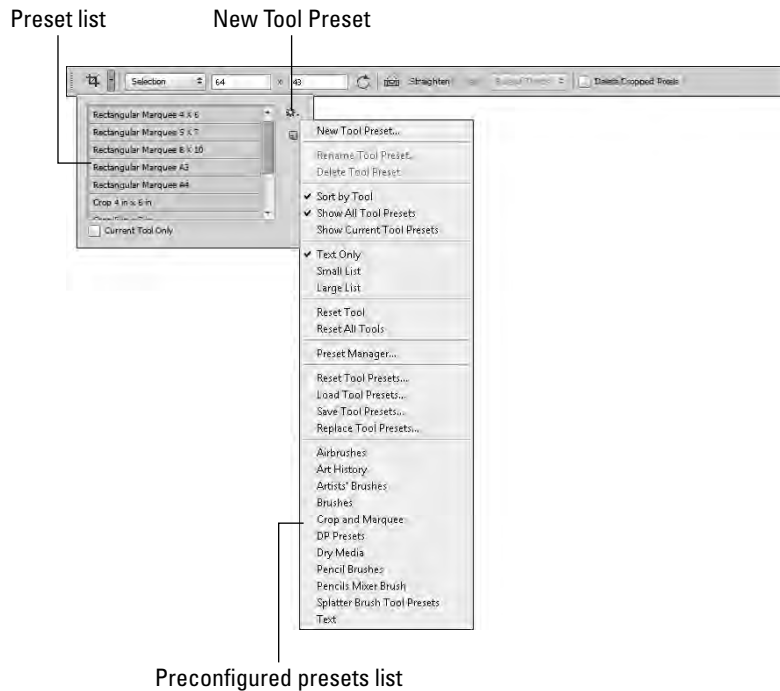 Preset list
New Tool Preset
Selection 64 x 43 Straighten Delete Cropped Pixels
Rectangular Marquee 4 X 6
Rectangular Marquee 5 X 7
Rectangular Marquee 8 X 10
Rectangular Marquee A3
Rectangular Marquee A4
Crop 4 in x 6 in
Current Tool Only
New Tool Preset...
Rename Tool Preset...
Delete Tool Preset
Sort by Tool
Show All Tool Presets
Show Current Tool Presets
Text Only
Small List
Large List
Reset Tool
Reset All Tools
Preset Manager...
Reset Tool Presets...
Load Tool Presets...
Save Tool Presets...
Replace Tool Presets...
Airbrushes
Art History
Artists' Brushes
Brushes
Crop and Marquee
DP Presets
Dry Media
Pencil Brushes
Pencils Mixer Brush
Splatter Brush Tool Presets
Text
Preconfigured presets list